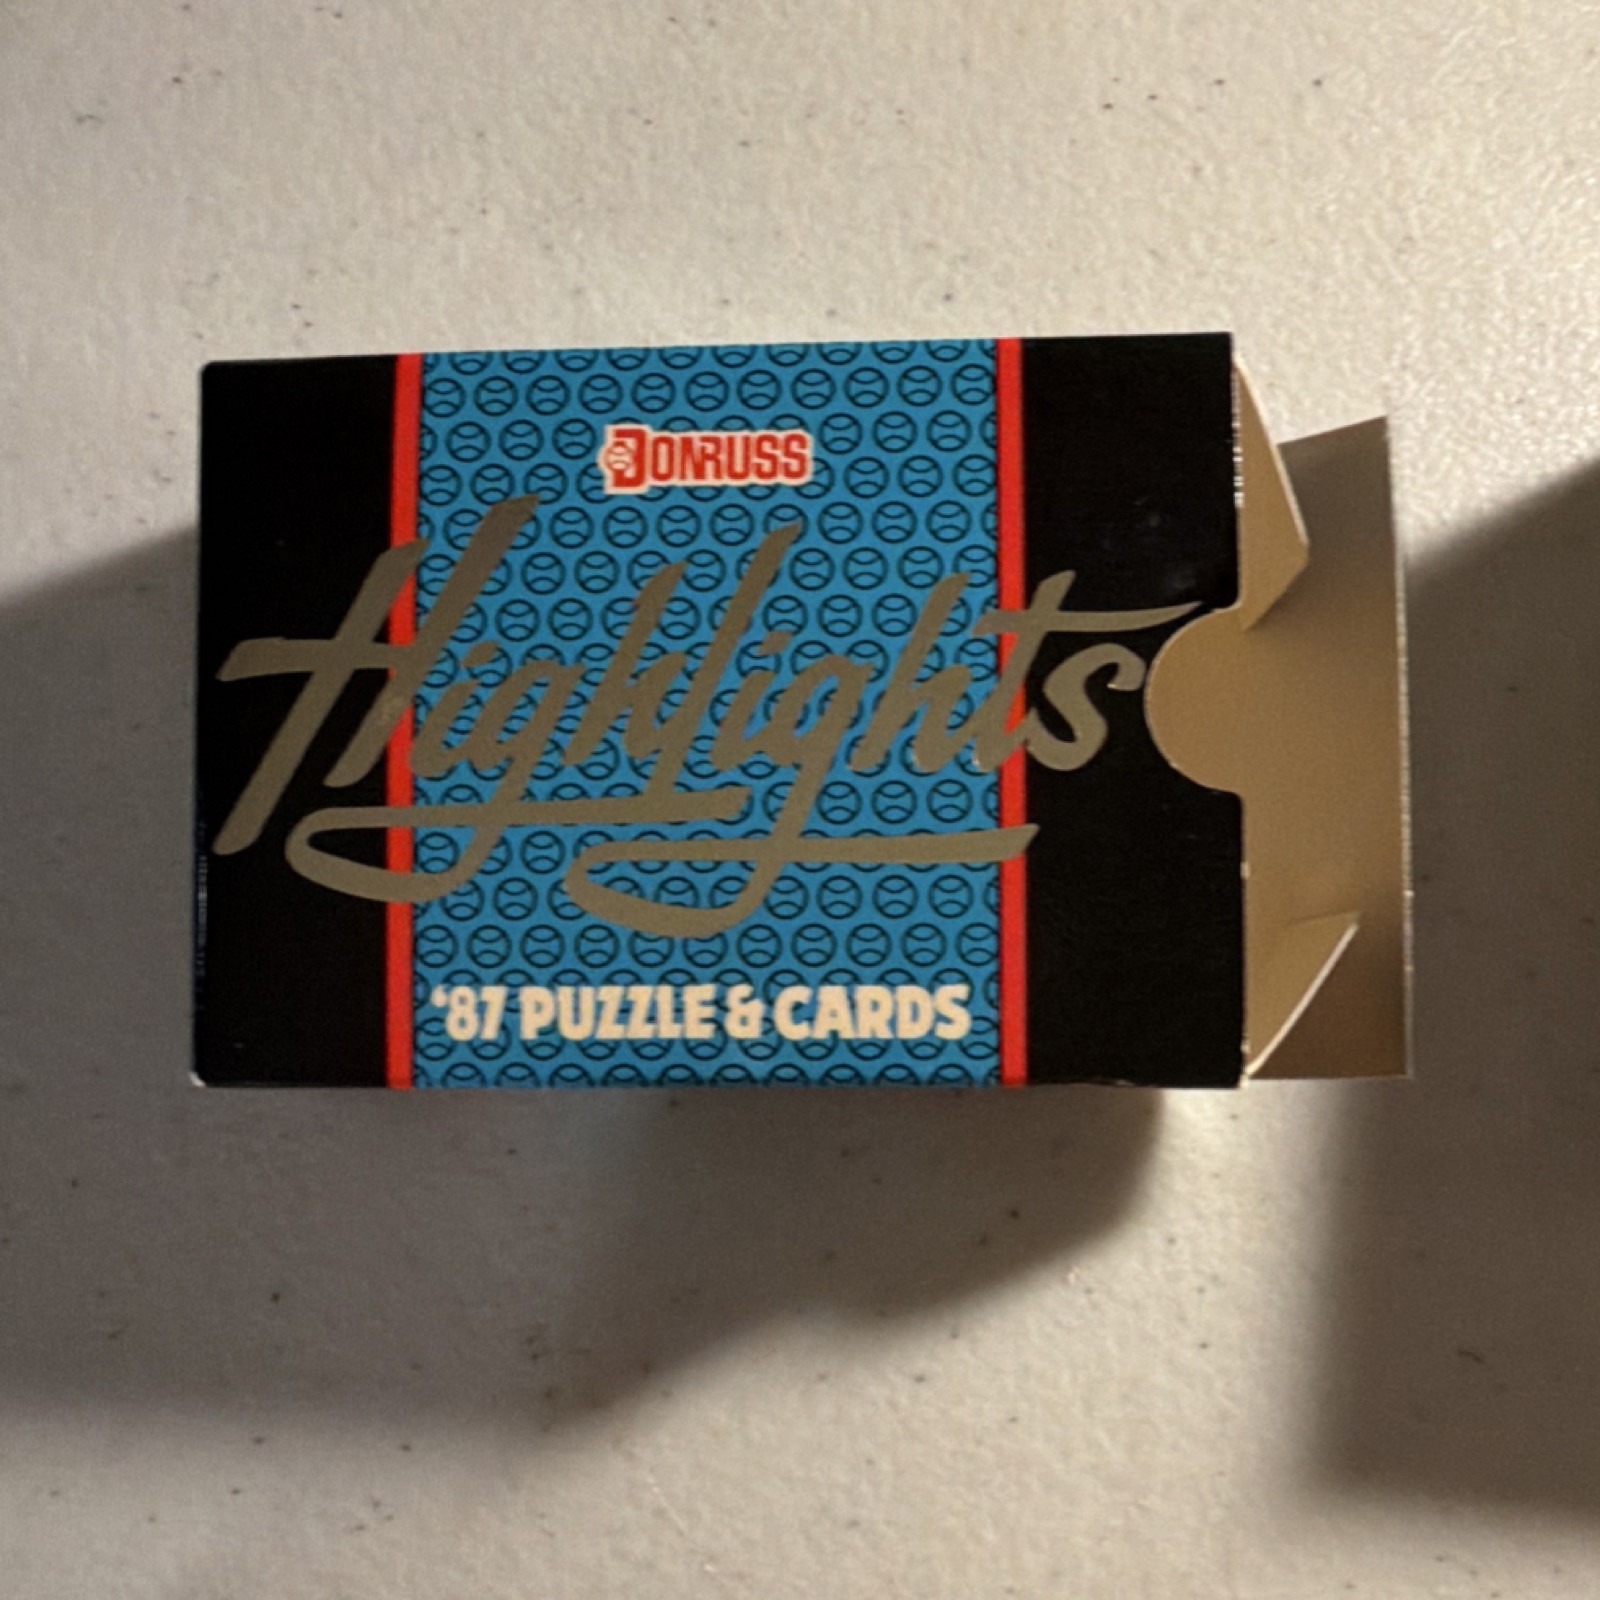 DONRUSS
Highlights
'87 PUZZLE & CARDS